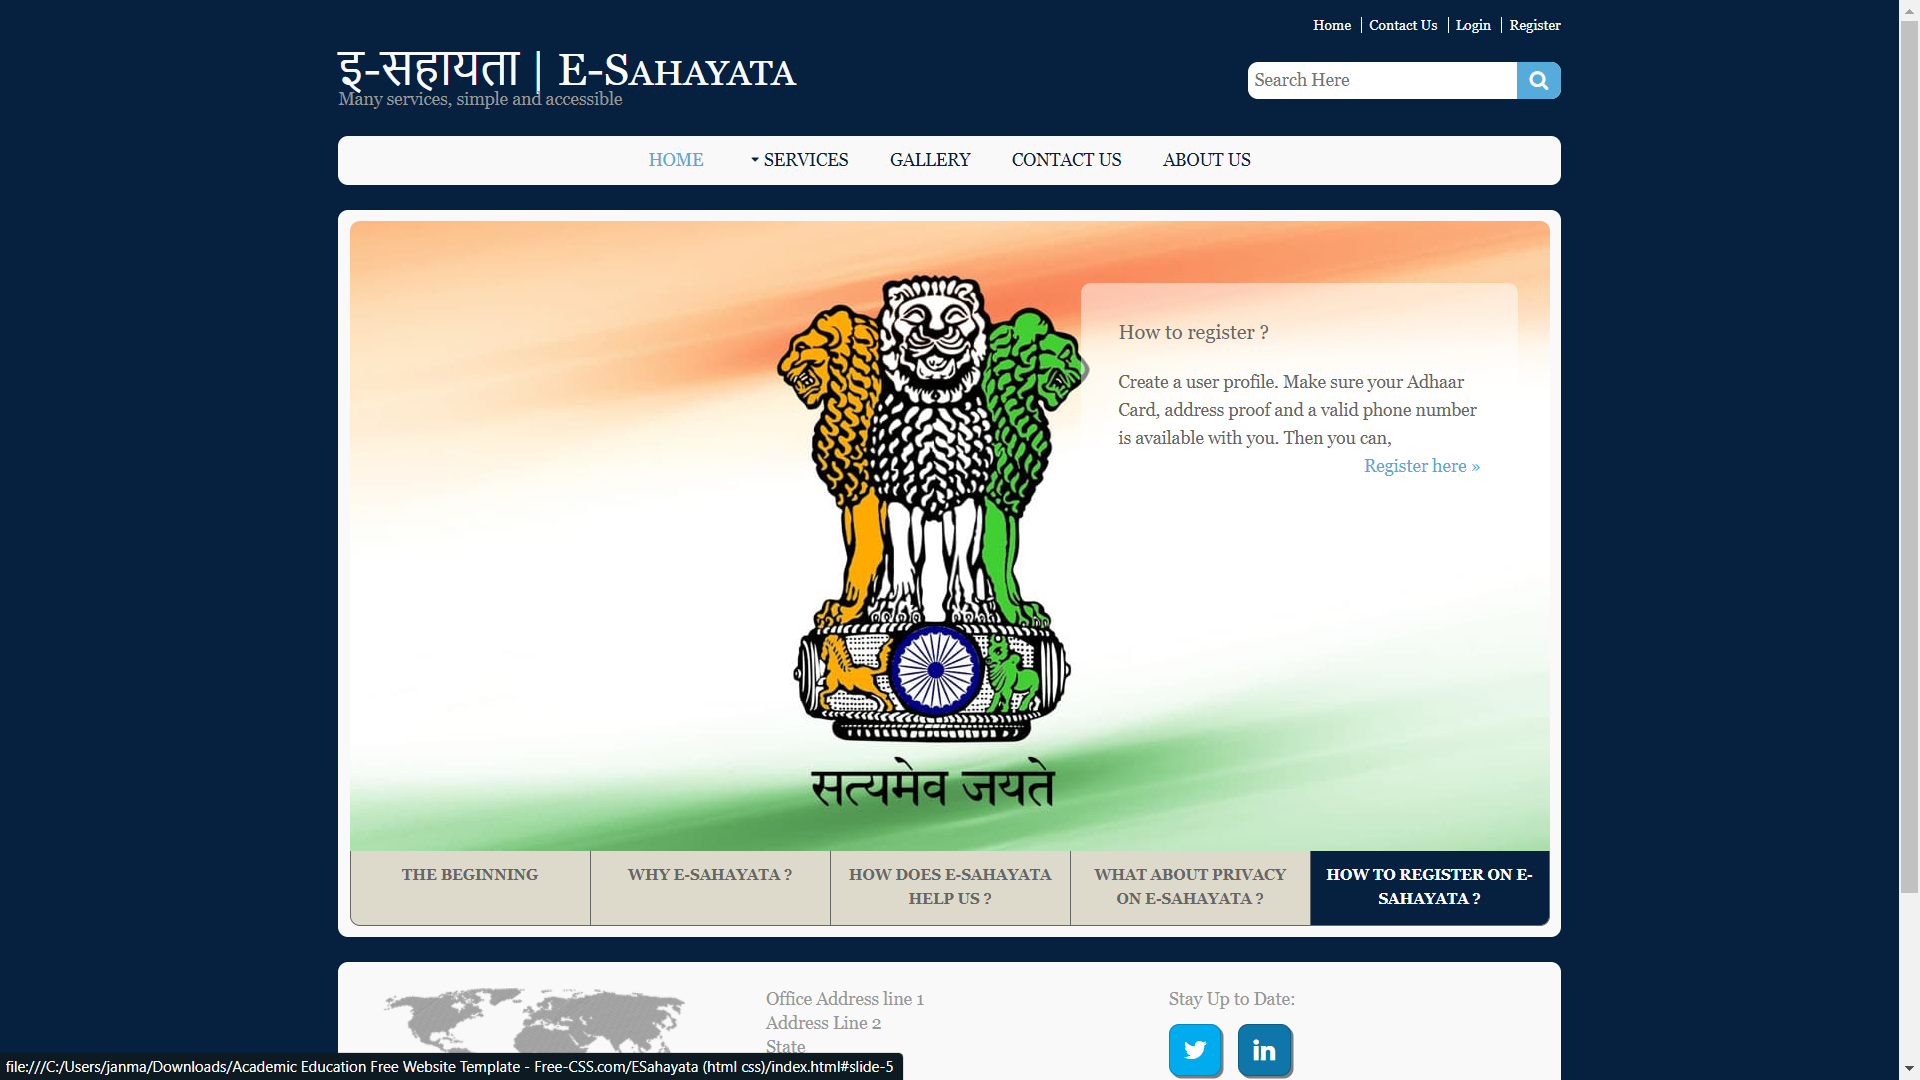 Home
Contact Us
Login
Register
इ-सहायता | E-Sahayata
Many services, simple and accessible
Search Here
HOME
SERVICES
GALLERY
CONTACT US
ABOUT US
How to register ?
Create a user profile. Make sure your Adhaar
Card, address proof and a valid phone number
is available with you. Then you can,
Register here »
सत्यमेव जयते
THE BEGINNING
WHY E-SAHAYATA ?
HOW DOES E-SAHAYATA
HELP US ?
WHAT ABOUT PRIVACY
ON E-SAHAYATA ?
HOW TO REGISTER ON E-
SAHAYATA ?
Office Address line 1
Address Line 2
State
Stay Up to Date:
in
file:///C:/Users/janma/Downloads/Academic Education Free Website Template - Free-CSS.com/ESahayata (html css)/index.html#slide-5